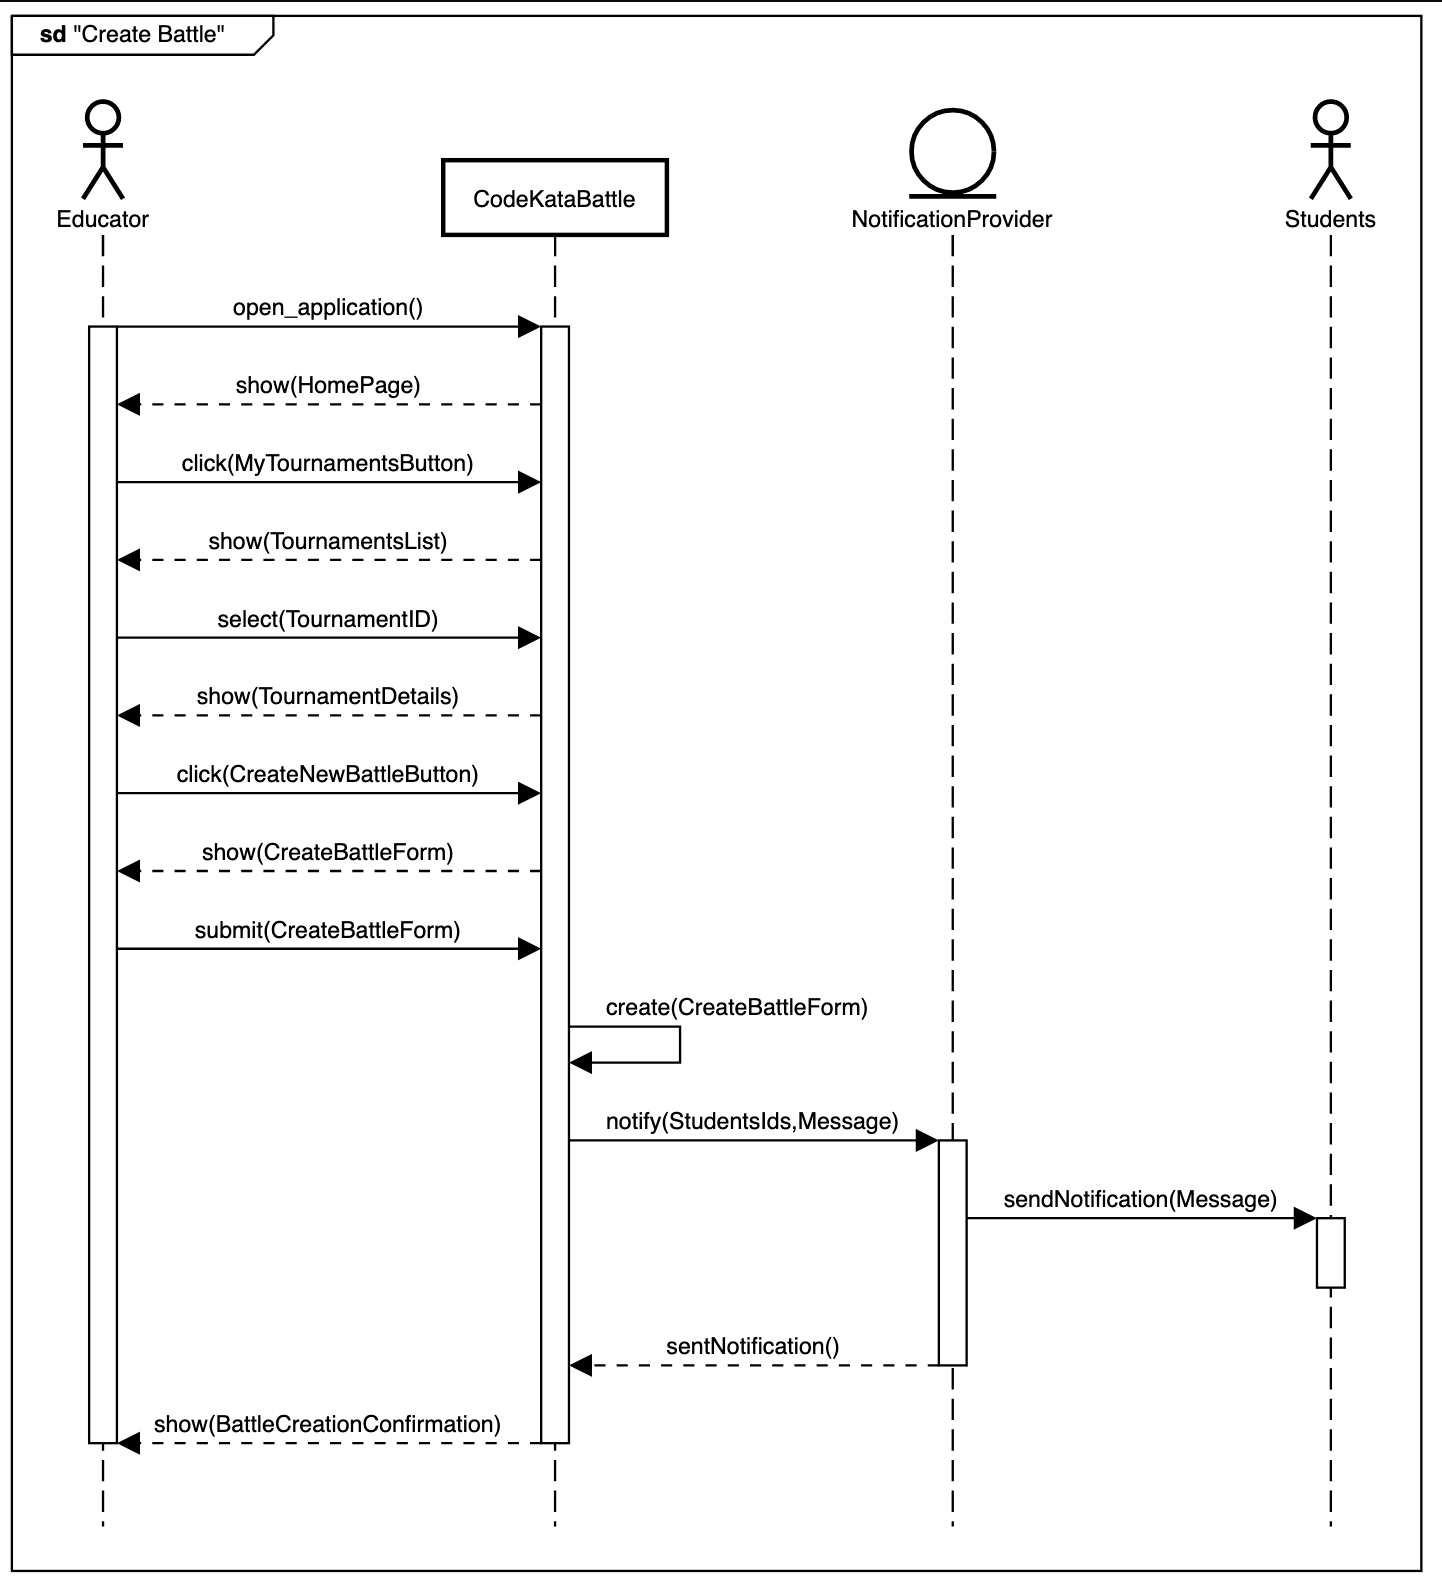 sd "Create Battle"
Educator
CodeKataBattle
NotificationProvider
Students
open_application()
show(HomePage)
click(MyTournamentsButton)
show(TournamentsList)
select(TournamentID)
show(TournamentDetails)
click(CreateNewBattleButton)
show(CreateBattleForm)
submit(CreateBattleForm)
create(CreateBattleForm)
notify(StudentsIds,Message)
sendNotification(Message)
sentNotification()
show(BattleCreationConfirmation)